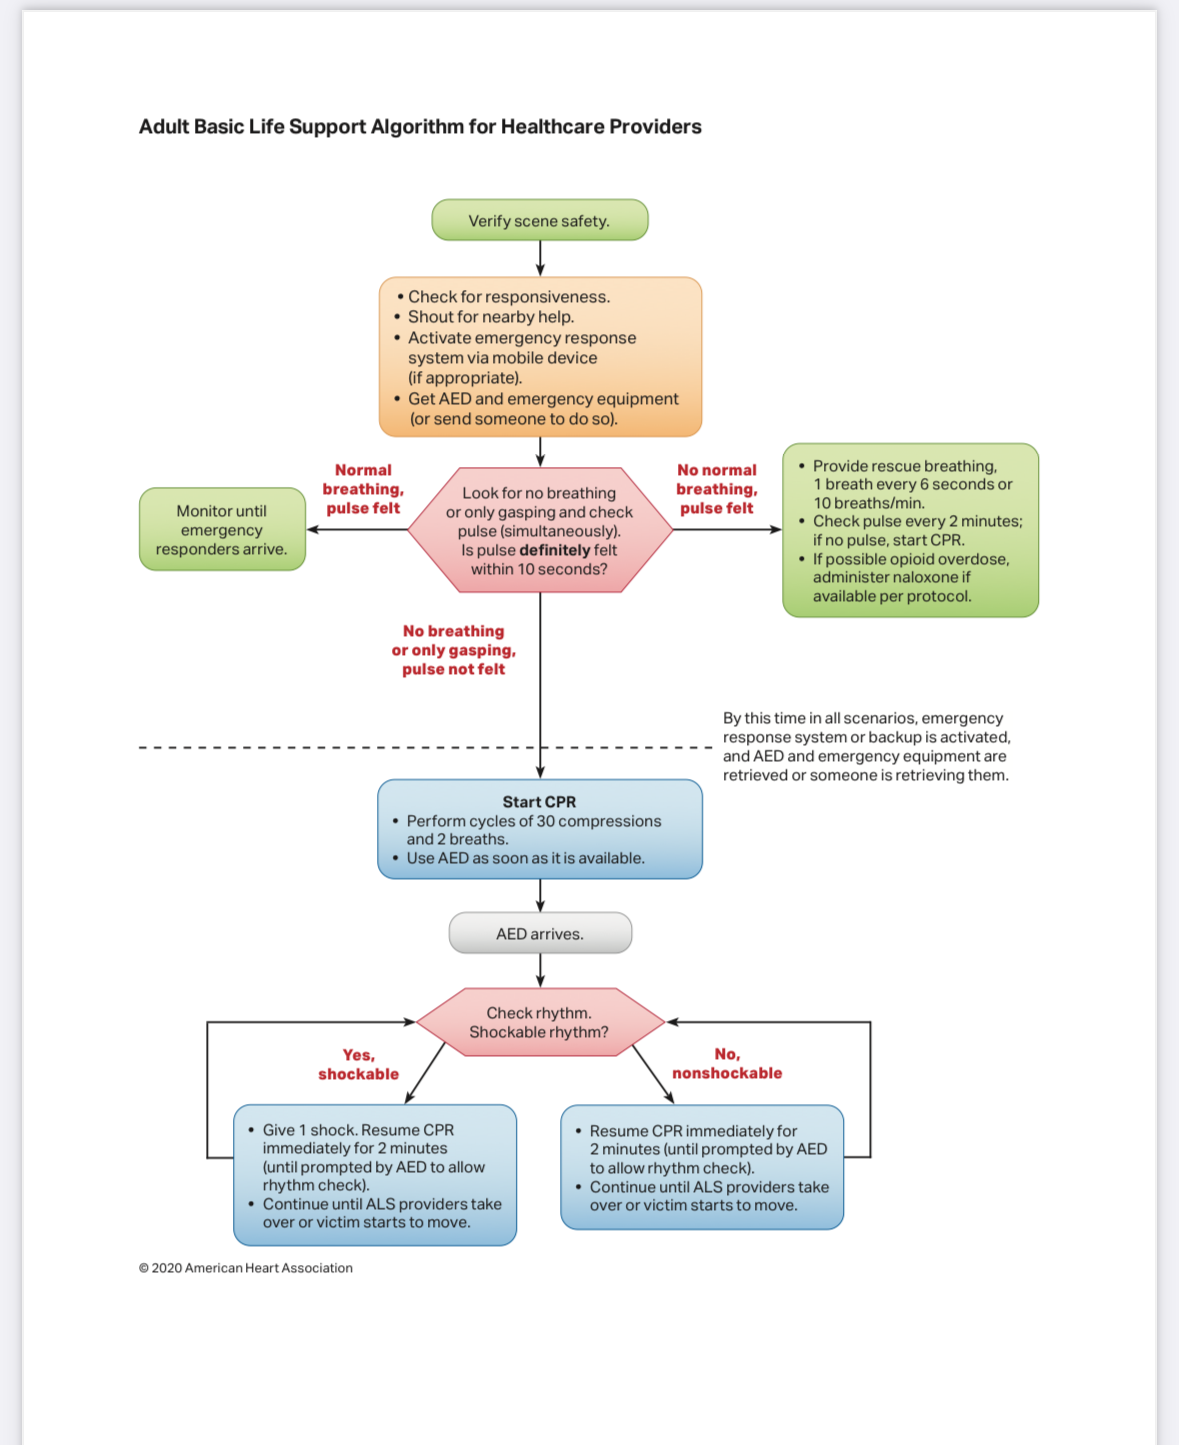 Adult Basic Life Support Algorithm for Healthcare Providers
Verify scene safety.
• Check for responsiveness.
• Shout for nearby help.
• Activate emergency response
system via mobile device
(if appropriate).
• Get AED and emergency equipment
(or send someone to do so).
Normal
breathing,
pulse felt
No normal
breathing,
pulse felt
Monitor until
emergency
responders arrive.
Look for no breathing
or only gasping and check
pulse (simultaneously).
Is pulse definitely felt
within 10 seconds?
• Provide rescue breathing,
1 breath every 6 seconds or
10 breaths/min.
• Check pulse every 2 minutes;
if no pulse, start CPR.
• If possible opioid overdose,
administer naloxone if
available per protocol.
No breathing
or only gasping,
pulse not felt
By this time in all scenarios, emergency
response system or backup is activated,
and AED and emergency equipment are
retrieved or someone is retrieving them.
Start CPR
• Perform cycles of 30 compressions
and 2 breaths.
• Use AED as soon as it is available.
AED arrives.
Check rhythm.
Shockable rhythm?
Yes,
shockable
No,
nonshockable
• Give 1 shock. Resume CPR
immediately for 2 minutes
(until prompted by AED to allow
rhythm check).
• Continue until ALS providers take
over or victim starts to move.
• Resume CPR immediately for
2 minutes (until prompted by AED
to allow rhythm check).
• Continue until ALS providers take
over or victim starts to move.
© 2020 American Heart Association